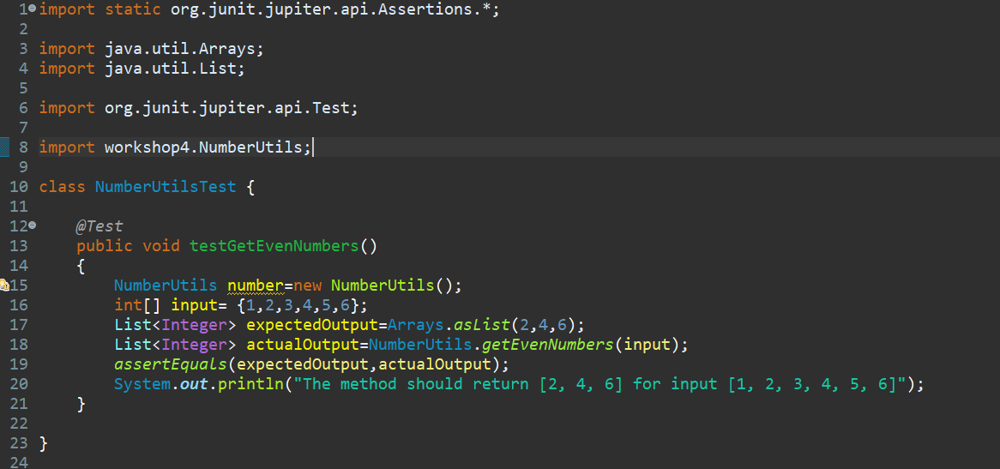 1 import static org.junit.jupiter.api.Assertions.*;
2
3 import java.util.Arrays;
4 import java.util.List;
5
6 import org.junit.jupiter.api.Test;
7
8 import workshop4.NumberUtils;
9
10 class NumberUtilsTest {
11
12     @Test
13     public void testGetEvenNumbers()
14     {
15         NumberUtils number=new NumberUtils();
16         int[] input= {1,2,3,4,5,6};
17         List<Integer> expectedOutput=Arrays.asList(2,4,6);
18         List<Integer> actualOutput=NumberUtils.getEvenNumbers(input);
19         assertEquals(expectedOutput,actualOutput);
20         System.out.println("The method should return [2, 4, 6] for input [1, 2, 3, 4, 5, 6]");
21     }
22
23 }
24